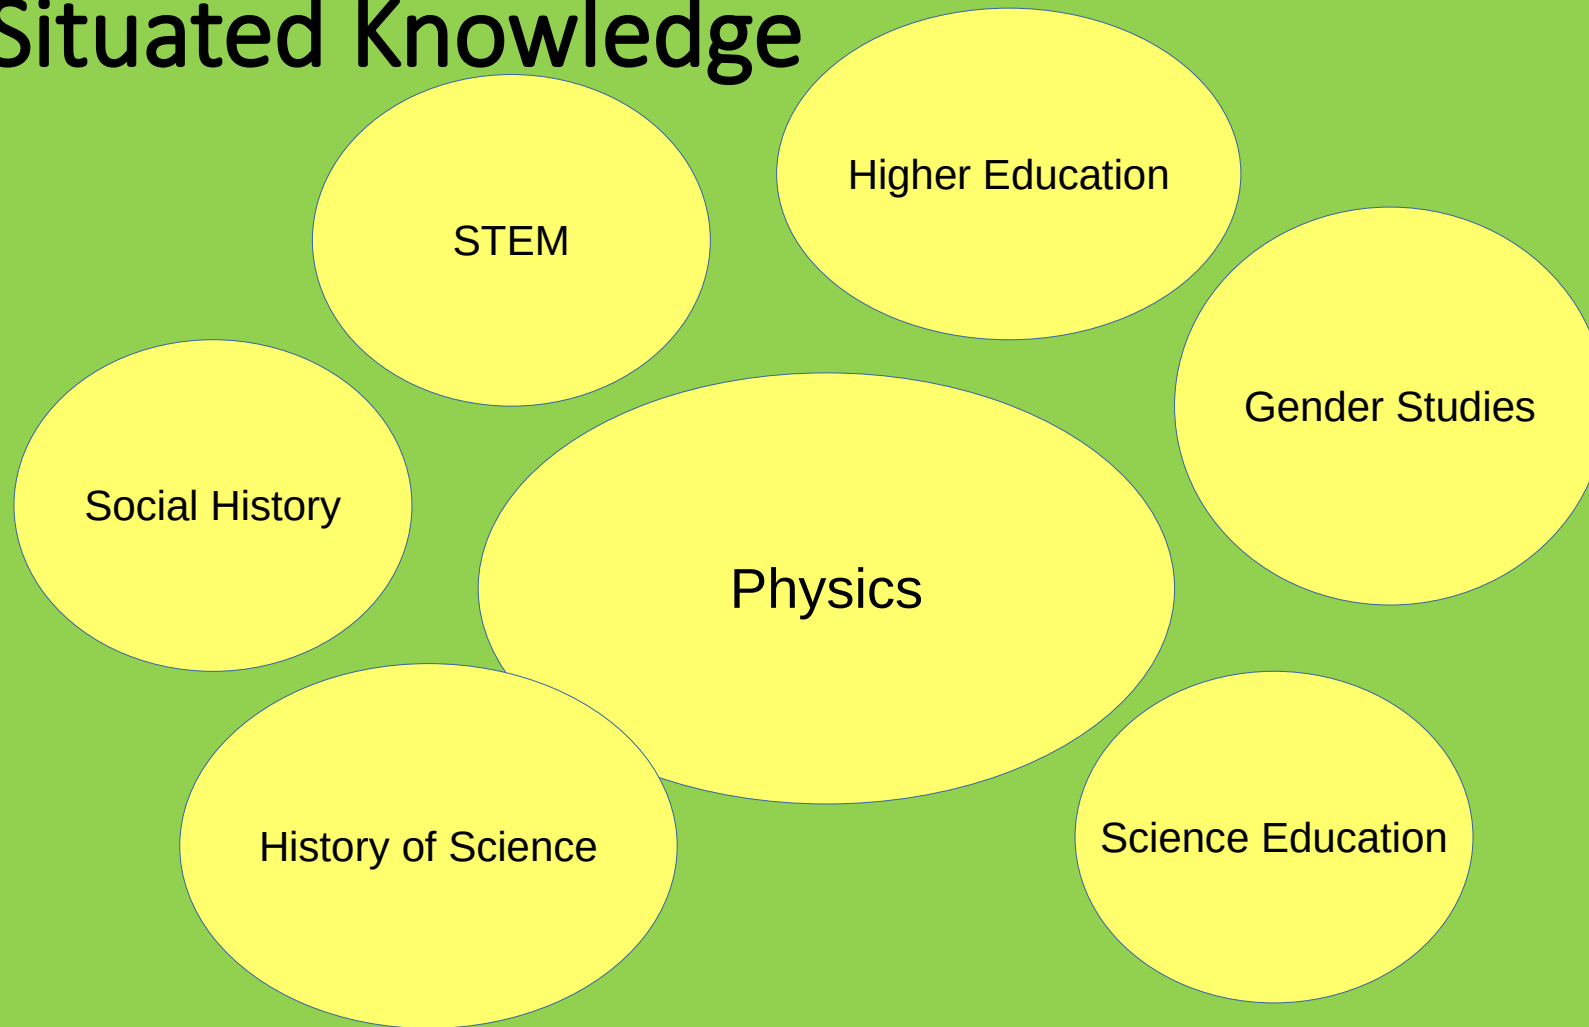 Situated Knowledge
Higher Education
STEM
Gender Studies
Social History
Physics
Science Education
History of Science